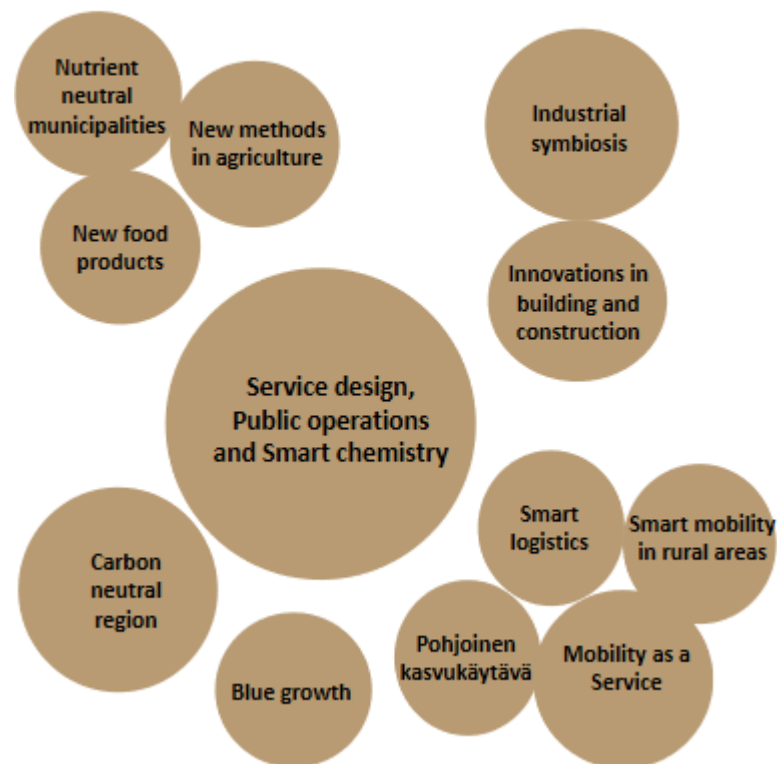 Nutrient
neutral
municipalities
New methods
in agriculture
New food
products
Industrial
symbiosis
Innovations in
building and
construction
Service design,
Public operations
and Smart chemistry
Carbon
neutral
region
Blue growth
Smart
logistics
Smart mobility
in rural areas
Pohjoinen
kasvukäytävä
Mobility as a
Service